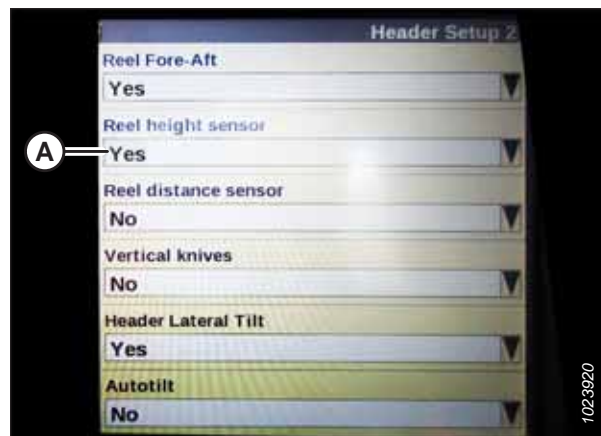 Header Setup 2
Reel Fore-Aft
Yes
Reel height sensor
A
Yes
Reel distance sensor
No
Vertical knives
No
Header Lateral Tilt
Yes
Autotilt
No
1023920